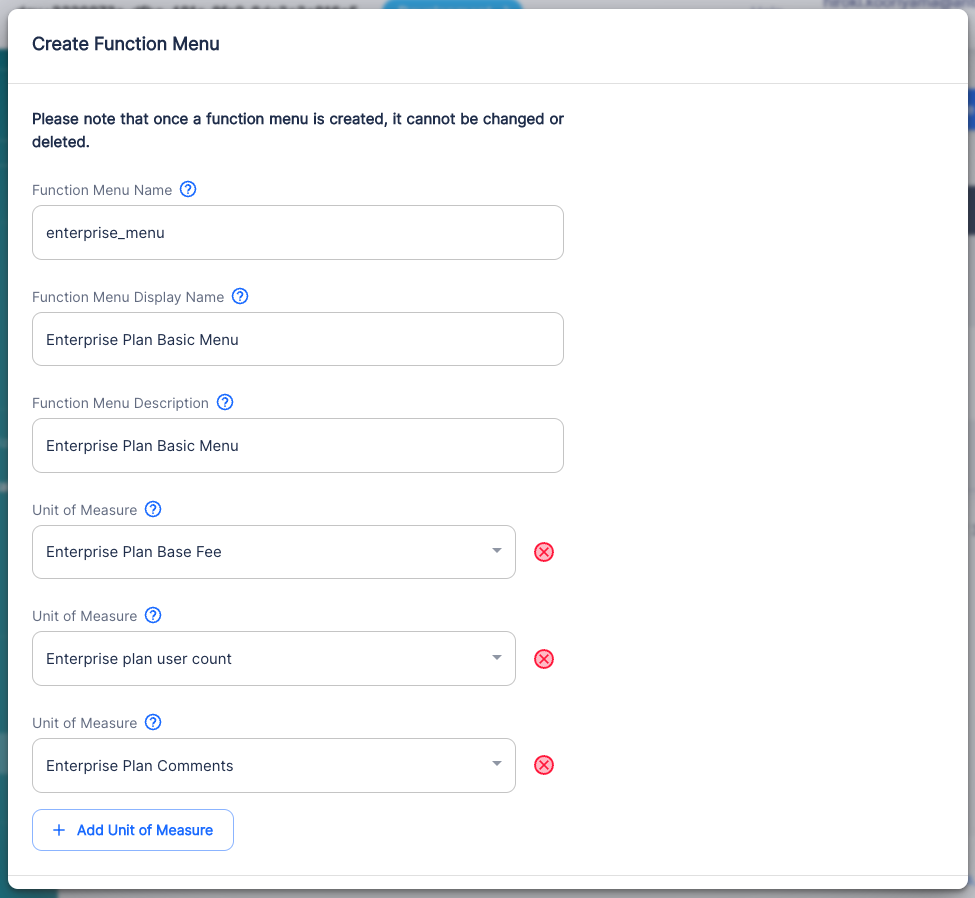 Create Function Menu
Please note that once a function menu is created, it cannot be changed or
deleted.
Function Menu Name
enterprise_menu
Function Menu Display Name
Enterprise Plan Basic Menu
Function Menu Description
Enterprise Plan Basic Menu
Unit of Measure
Enterprise Plan Base Fee
Unit of Measure
Enterprise plan user count
Unit of Measure
Enterprise Plan Comments
+ Add Unit of Measure